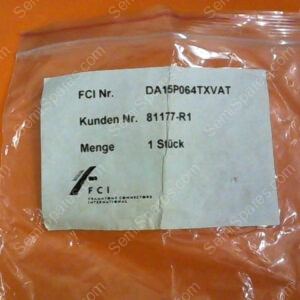 FCI Nr. DA15P064TXVAT
Kunden Nr. 81177-R1
Menge 1 Stück
FCI
FRAMATOME CONNECTORS
INTERNATIONAL